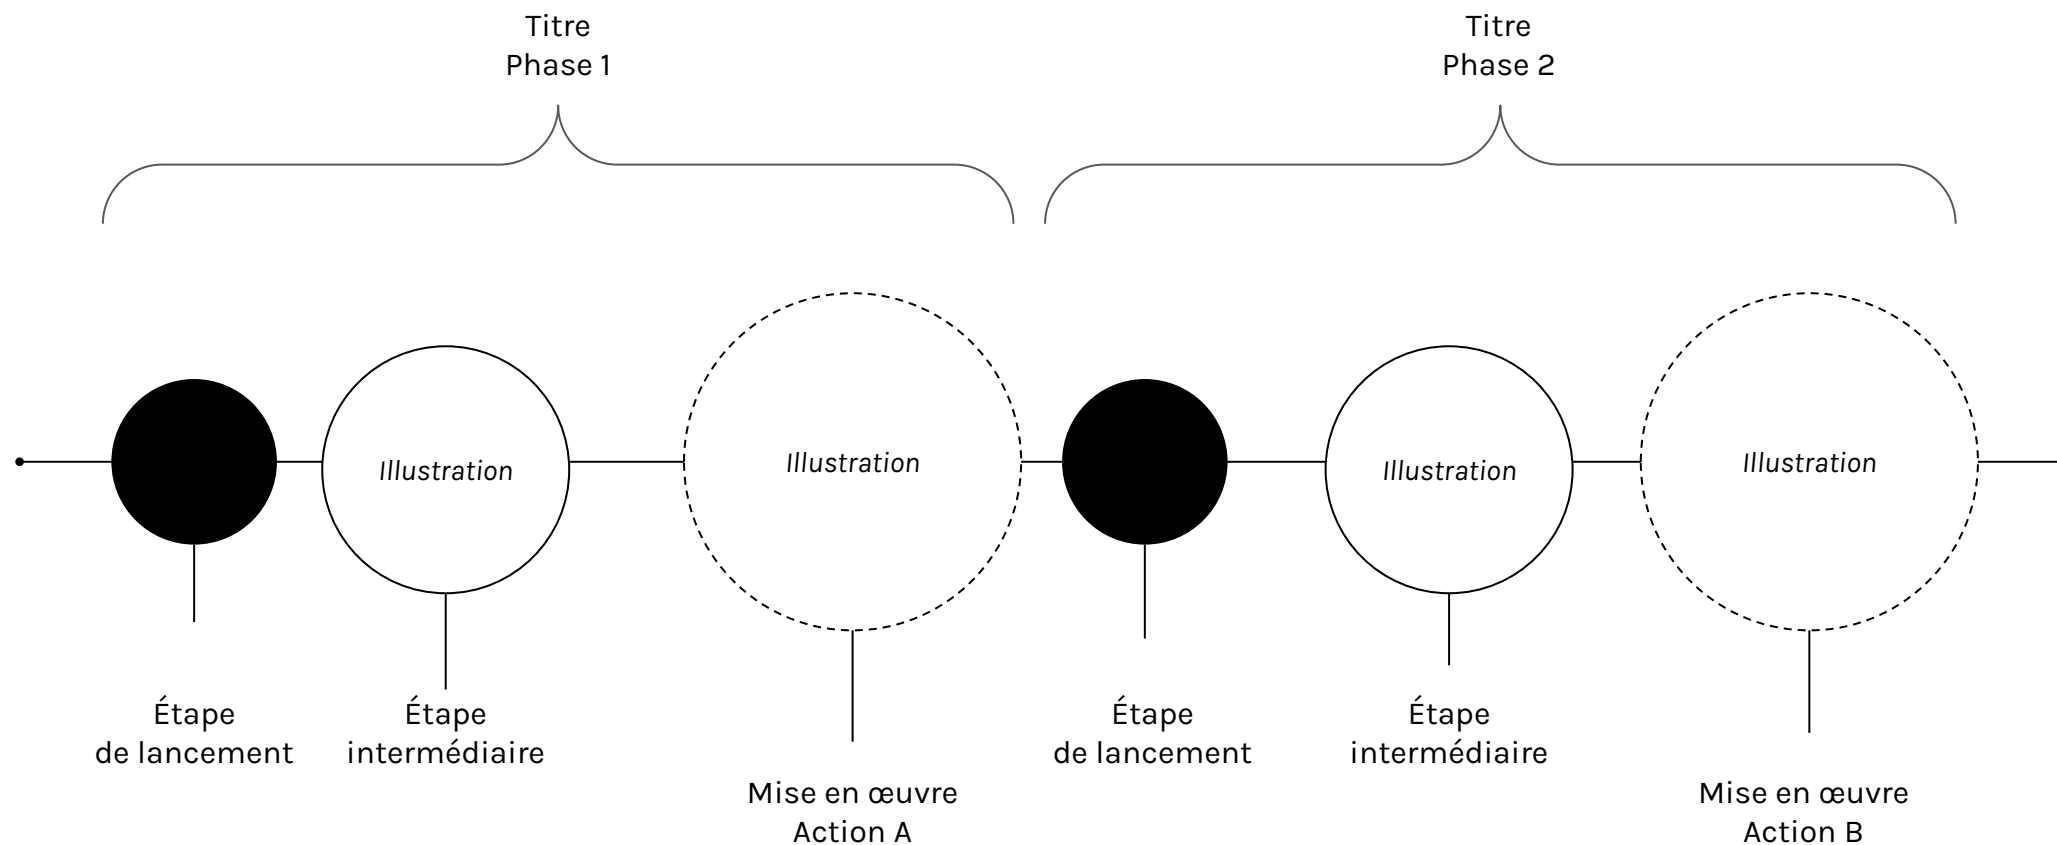 Titre
Phase 1
Titre
Phase 2
Illustration
Illustration
Illustration
Illustration
Étape
de lancement
Étape
intermédiaire
Mise en œuvre
Action A
Étape
de lancement
Étape
intermédiaire
Mise en œuvre
Action B